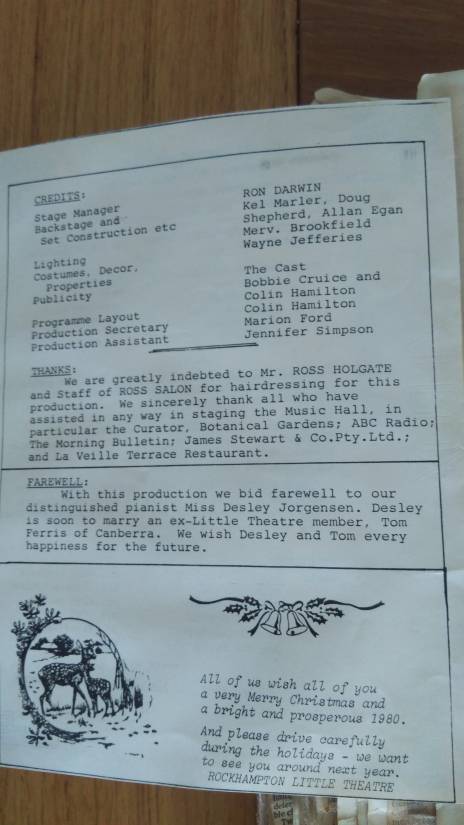 CREDITS:
Stage Manager RON DARWIN
Backstage and Kel Marler, Doug
Set Construction etc Shepherd, Allan Egan
Merv. Brookfield
Lighting Wayne Jefferies
Costumes, Decor,
Properties The Cast
Publicity Bobbie Cruice and
Colin Hamilton
Programme Layout Colin Hamilton
Production Secretary Marion Ford
Production Assistant Jennifer Simpson
THANKS:
We are greatly indebted to Mr. ROSS HOLGATE
and Staff of ROSS SALON for hairdressing for this
production. We sincerely thank all who have
assisted in any way in staging the Music Hall, in
particular the Curator, Botanical Gardens; ABC Radio;
The Morning Bulletin; James Stewart & Co.Pty.Ltd.;
and La Veille Terrace Restaurant.
FAREWELL:
With this production we bid farewell to our
distinguished pianist Miss Desley Jorgensen. Desley
is soon to marry an ex-Little Theatre member, Tom
Ferris of Canberra. We wish Desley and Tom every
happiness for the future.
All of us wish all of you
a very Merry Christmas and
a bright and prosperous 1980.
And please drive carefully
during the holidays - we want
to see you around next year.
ROCKHAMPTON LITTLE THEATRE